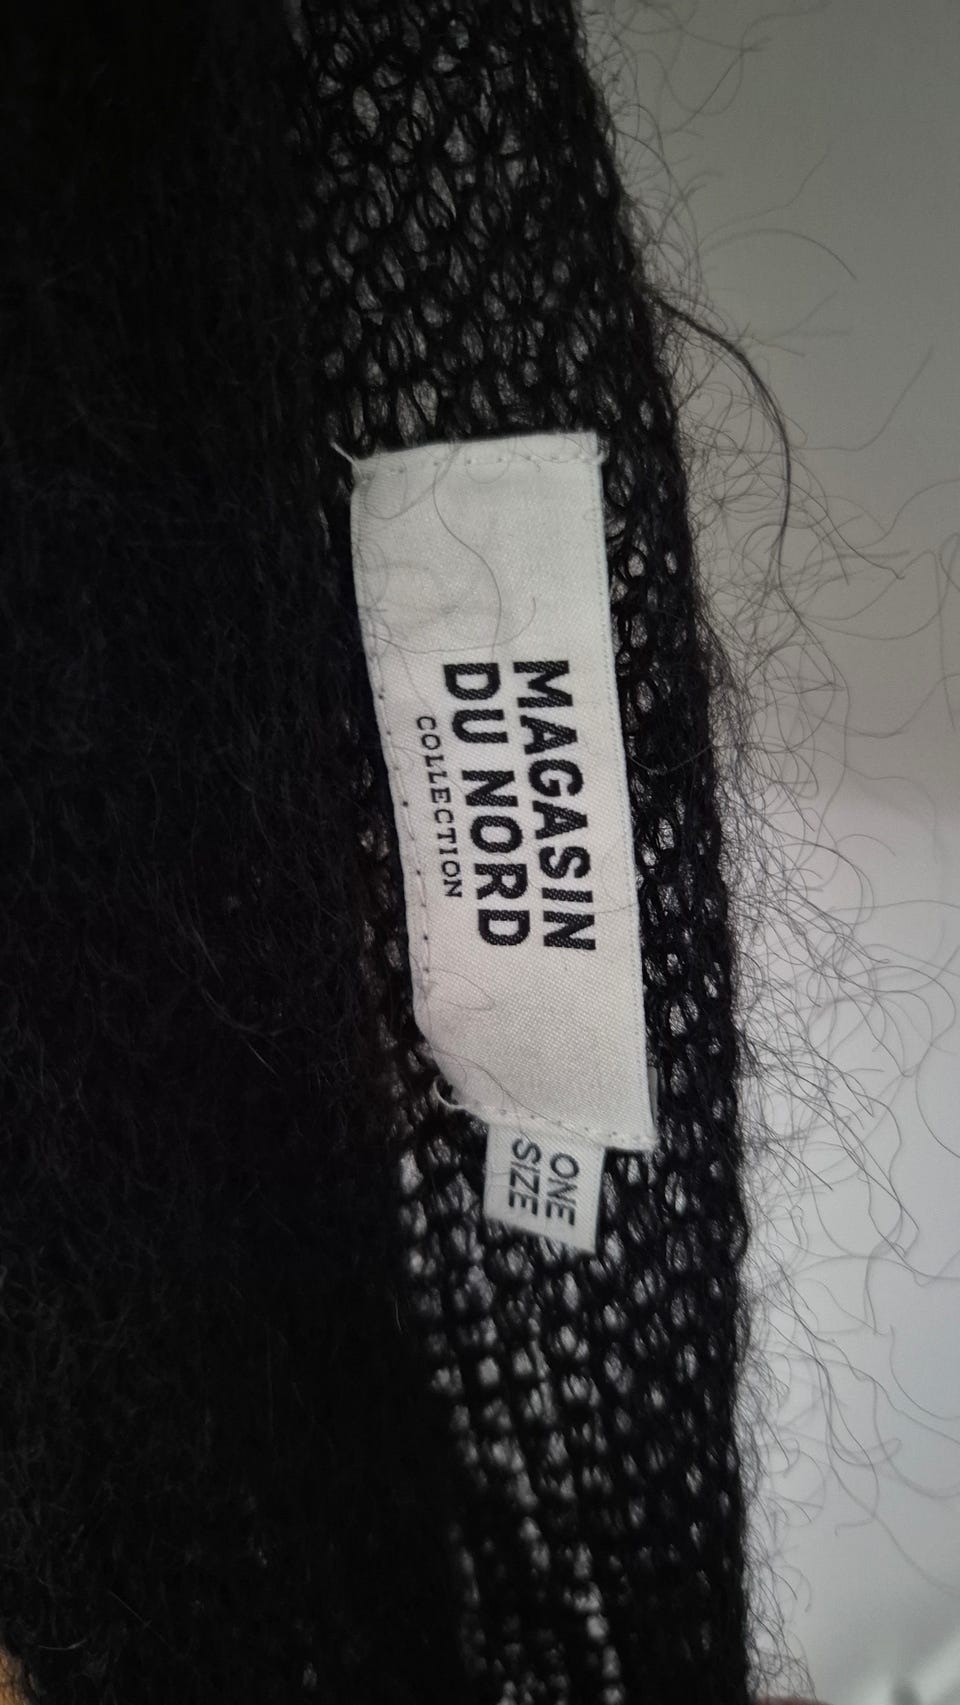 MAGASIN
DU NORD
COLLECTION
ONE
SIZE